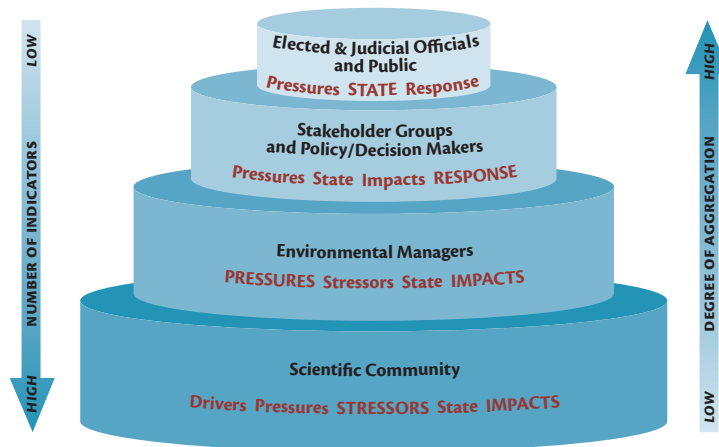 LOW
NUMBER OF INDICATORS
HIGH
Elected & Judicial Officials
and Public
Pressures STATE Response
Stakeholder Groups
and Policy/Decision Makers
Pressures State Impacts RESPONSE
Environmental Managers
PRESSURES Stressors State IMPACTS
Scientific Community
Drivers Pressures STRESSORS State IMPACTS
HIGH
DEGREE OF AGGREGATION
LOW